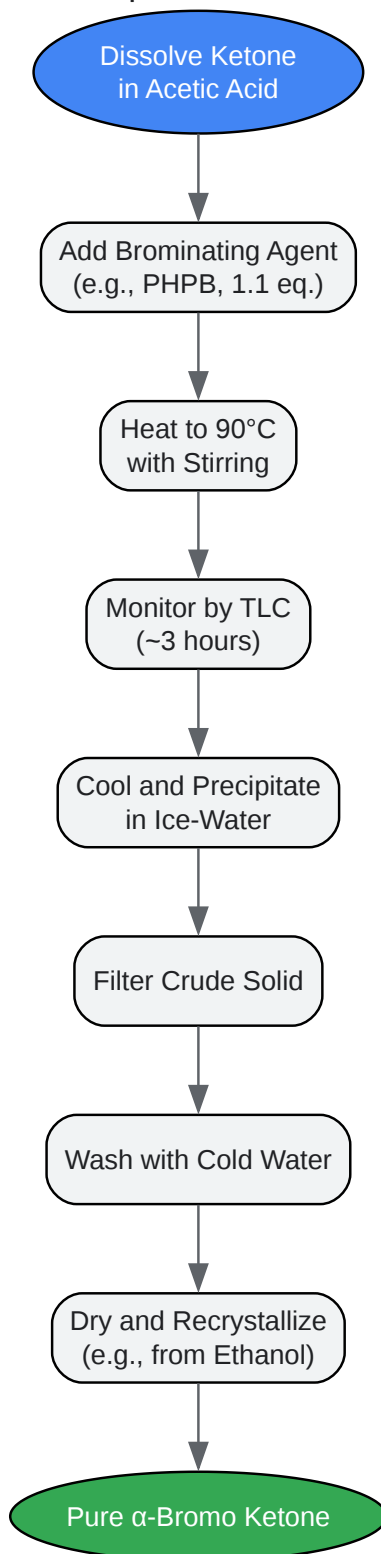 Dissolve Ketone
in Acetic Acid
Add Brominating Agent
(e.g., PHPB, 1.1 eq.)
Heat to 90°C
with Stirring
Monitor by TLC
(~3 hours)
Cool and Precipitate
in Ice-Water
Filter Crude Solid
Wash with Cold Water
Dry and Recrystallize
(e.g., from Ethanol)
Pure α-Bromo Ketone